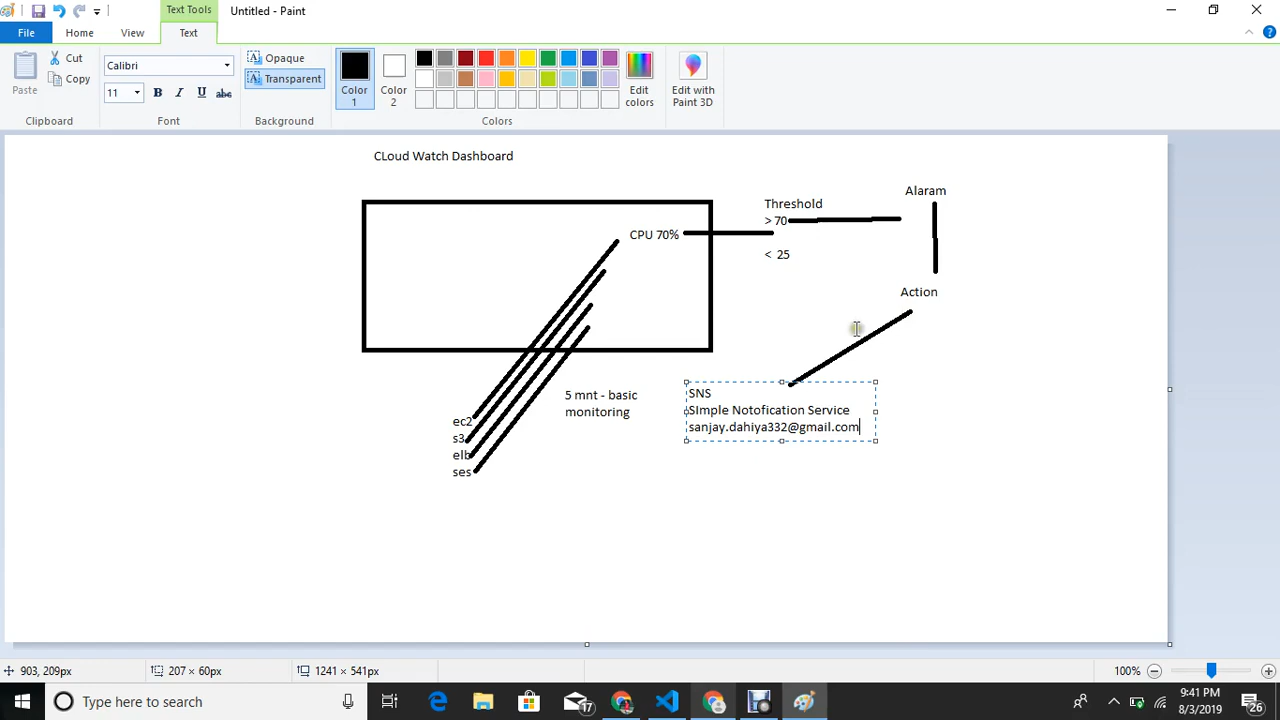 Text Tools
Untitled - Paint
File
Home
View
Text
Paste
Cut
Copy
Clipboard
Calibri
11
B I U abc
Font
Opaque
Transparent
Background
Color 1
Color 2
Edit colors
Colors
Edit with Paint 3D
CLoud Watch Dashboard
Alaram
Threshold
> 70
CPU 70%
< 25
Action
5 mnt - basic
monitoring
SNS
SImple Notofication Service
sanjay.dahiya332@gmail.com
ec2
s3
elb
ses
903, 209px
207 × 60px
1241 × 541px
100%
Type here to search
17
9:41 PM
8/3/2019
26